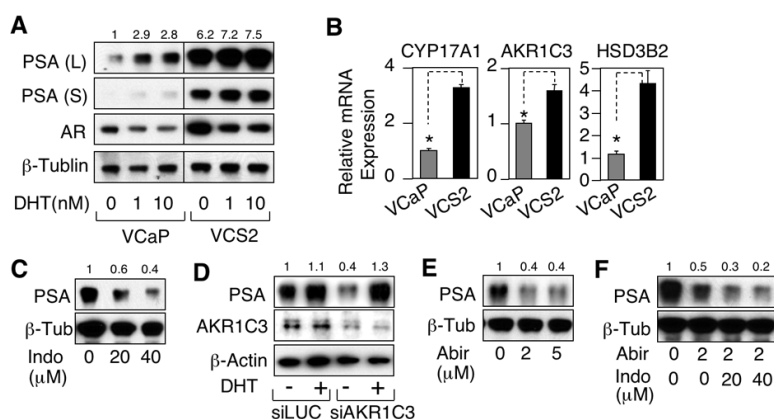 A
1 2.9 2.8 6.2 7.2 7.5
PSA (L)
PSA (S)
AR
β-Tublin
DHT(nM) 0 1 10 0 1 10
VCaP VCS2
B
CYP17A1 AKR1C3 HSD3B2
Relative mRNA
Expression
4
2
0
*
VCaP VCS2
2
1
0
*
VCaP VCS2
5
4
3
2
1
0
*
VCaP VCS2
C
1 0.6 0.4
PSA
β-Tub
Indo 0 20 40
(μM)
D
1 1.1 0.4 1.3
PSA
AKR1C3
β-Actin
DHT - + - +
siLUC siAKR1C3
E
1 0.4 0.4
PSA
β-Tub
Abir 0 2 5
(μM)
F
1 0.5 0.3 0.2
PSA
β-Tub
Abir 0 2 2 2
Indo 0 0 20 40
(μM)